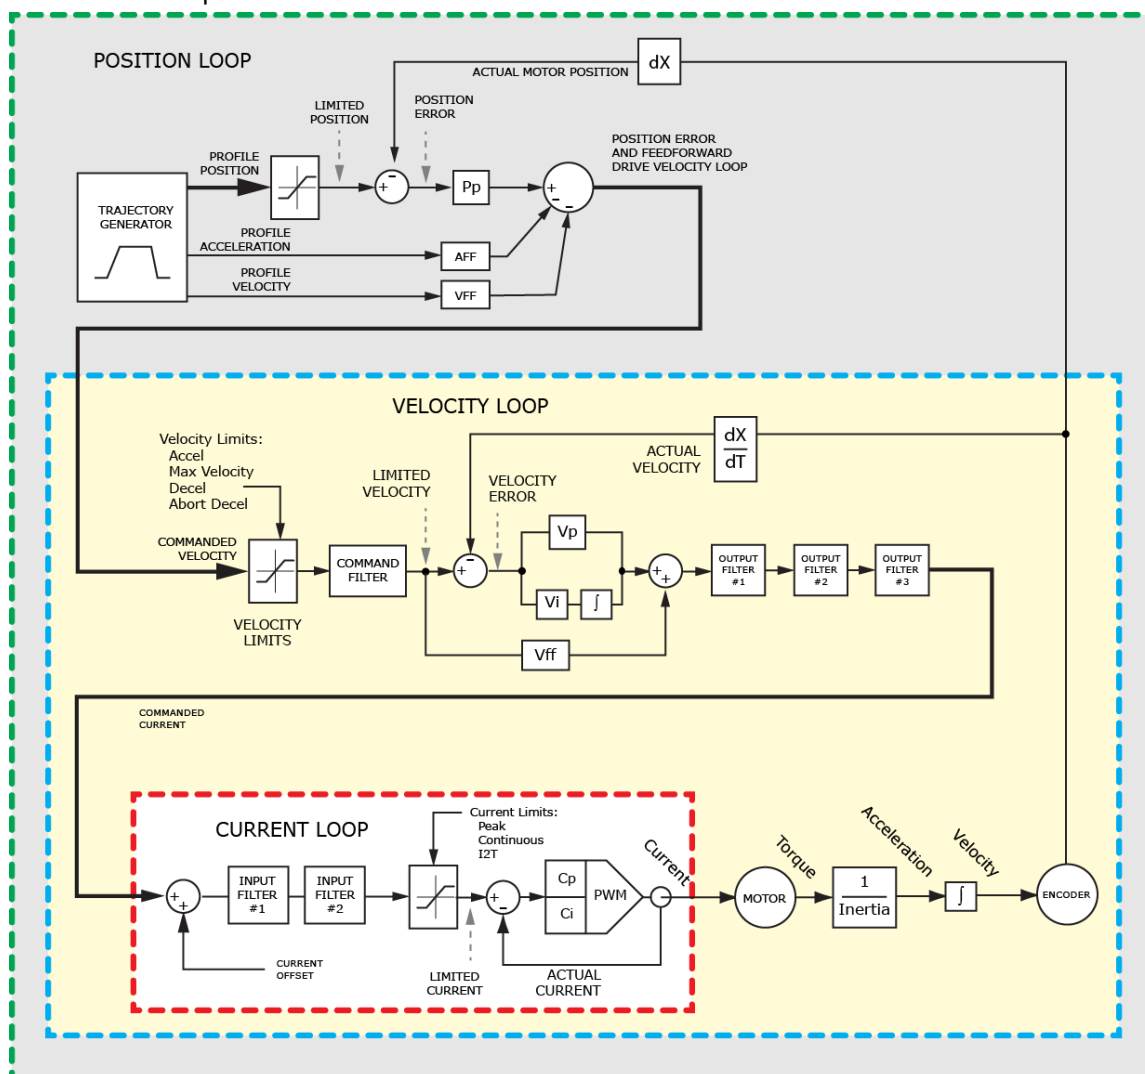 POSITION LOOP
ACTUAL MOTOR POSITION
dX
LIMITED
POSITION
POSITION
ERROR
POSITION ERROR
AND FEEDFORWARD
DRIVE VELOCITY LOOP
PROFILE
POSITION
+
-
Pp
+
-
-
TRAJECTORY
GENERATOR
PROFILE
ACCELERATION
AFF
PROFILE
VELOCITY
VFF
VELOCITY LOOP
Velocity Limits:
Accel
Max Velocity
Decel
Abort Decel
LIMITED
VELOCITY
VELOCITY
ERROR
ACTUAL
VELOCITY
dX
dT
COMMANDED
VELOCITY
VELOCITY
LIMITS
COMMAND
FILTER
+
-
Vp
Vi
∫
Vff
+
+
OUTPUT
FILTER
#1
OUTPUT
FILTER
#2
OUTPUT
FILTER
#3
COMMANDED
CURRENT
CURRENT LOOP
Current Limits:
Peak
Continuous
I2T
+
+
INPUT
FILTER
#1
INPUT
FILTER
#2
+
-
Cp
Ci
PWM
CURRENT
OFFSET
LIMITED
CURRENT
ACTUAL
CURRENT
Current
MOTOR
Torque
1
Inertia
Acceleration
∫
Velocity
ENCODER